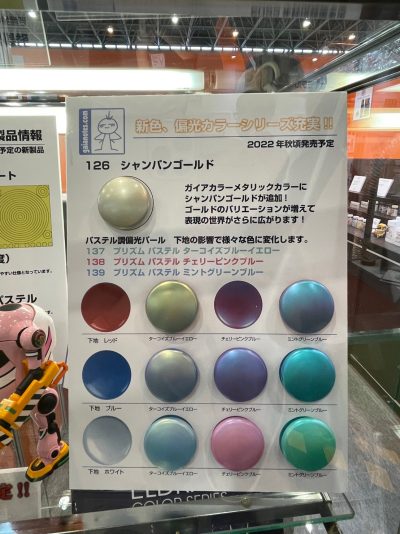 gaianotes.com
新色、偏光カラーシリーズ充実!!
2022年秋頃発売予定
126 シャンパンゴールド
ガイアカラーメタリックカラーに
シャンパンゴールドが追加！
ゴールドのバリエーションが増えて
表現の世界がさらに広がります！
パステル調偏光パール 下地の影響で様々な色に変化します。
137 プリズム パステル ターコイズブルーイエロー
138 プリズム パステル チェリーピンクブルー
139 プリズム パステル ミントグリーンブルー
下地 レッド ターコイズブルーイエロー チェリーピンクブルー ミントグリーンブルー
下地 ブルー ターコイズブルーイエロー チェリーピンクブルー ミントグリーンブルー
下地 ホワイト ターコイズブルーイエロー チェリーピンクブルー ミントグリーンブルー
製品情報
予定の新製品
ート
パステル
定!!
COLOR SERIES